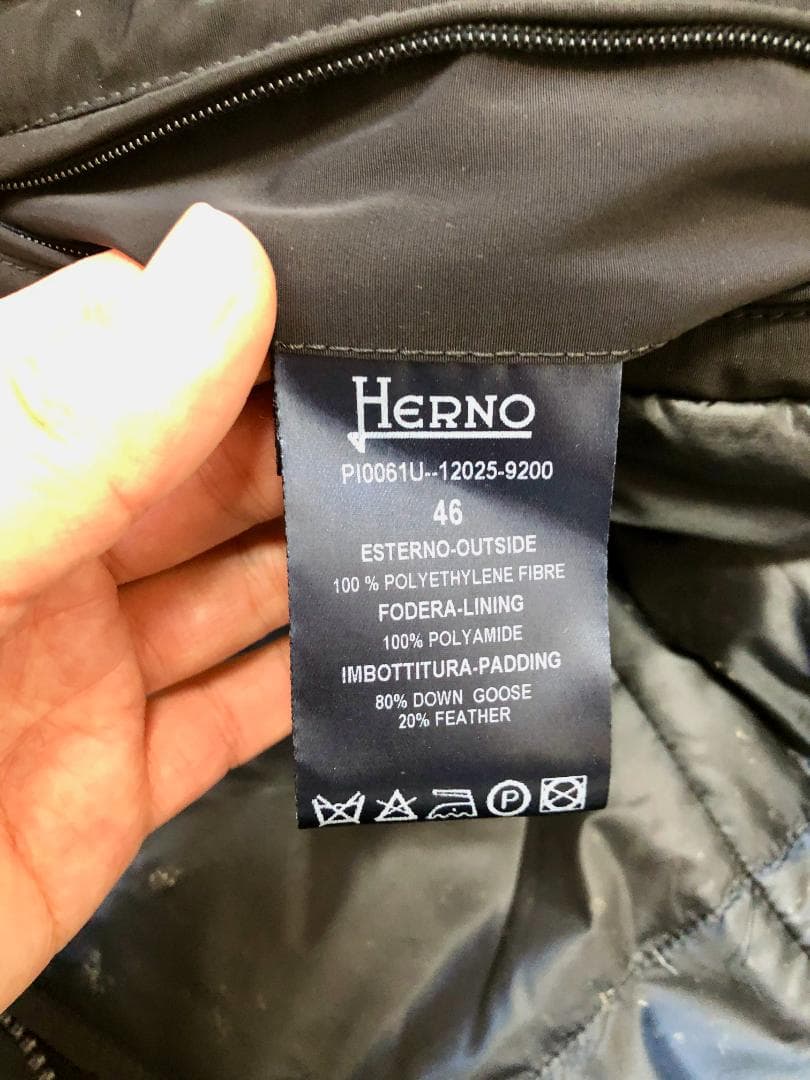 HERNO
PI0061U--12025-9200
46
ESTERNO-OUTSIDE
100 % POLYETHYLENE FIBRE
FODERA-LINING
100% POLYAMIDE
IMBOTTITURA-PADDING
80% DOWN GOOSE
20% FEATHER
P